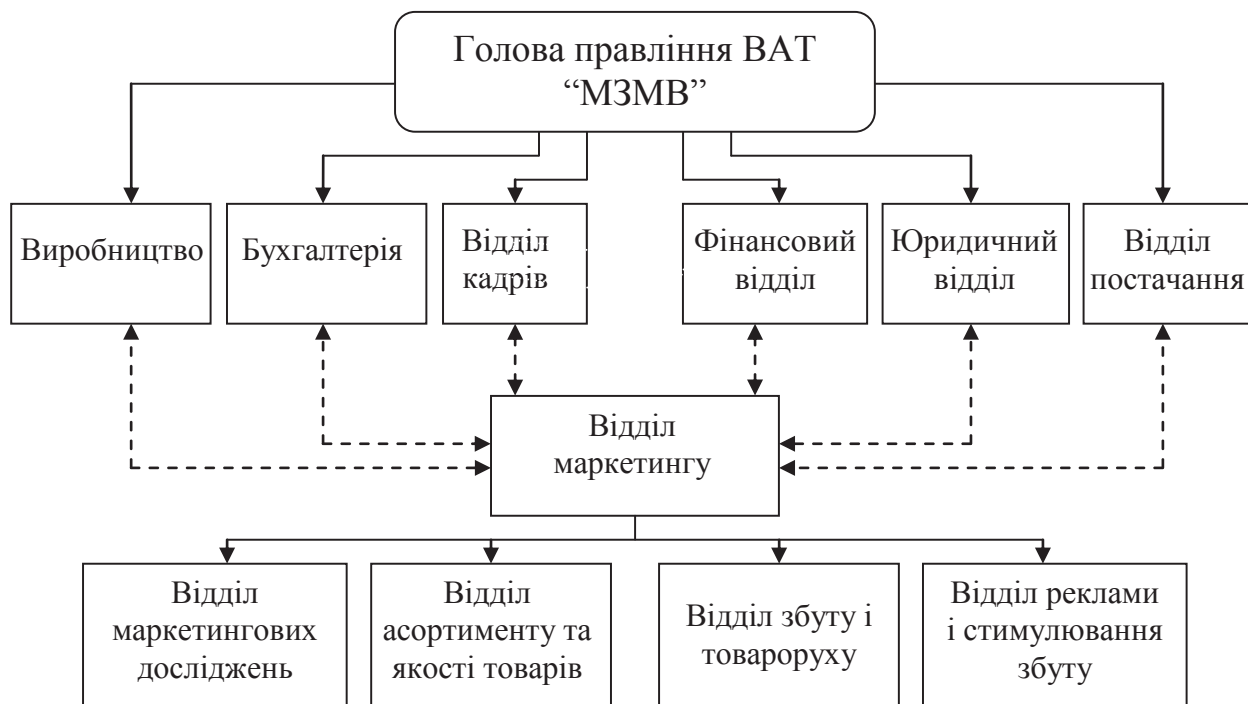 Голова правління ВАТ
“МЗМВ”
Виробництво
Бухгалтерія
Відділ
кадрів
Фінансовий
відділ
Юридичний
відділ
Відділ
постачання
Відділ
маркетингу
Відділ
маркетингових
досліджень
Відділ
асортименту та
якості товарів
Відділ збуту і
товароруху
Відділ реклами
і стимулювання
збуту